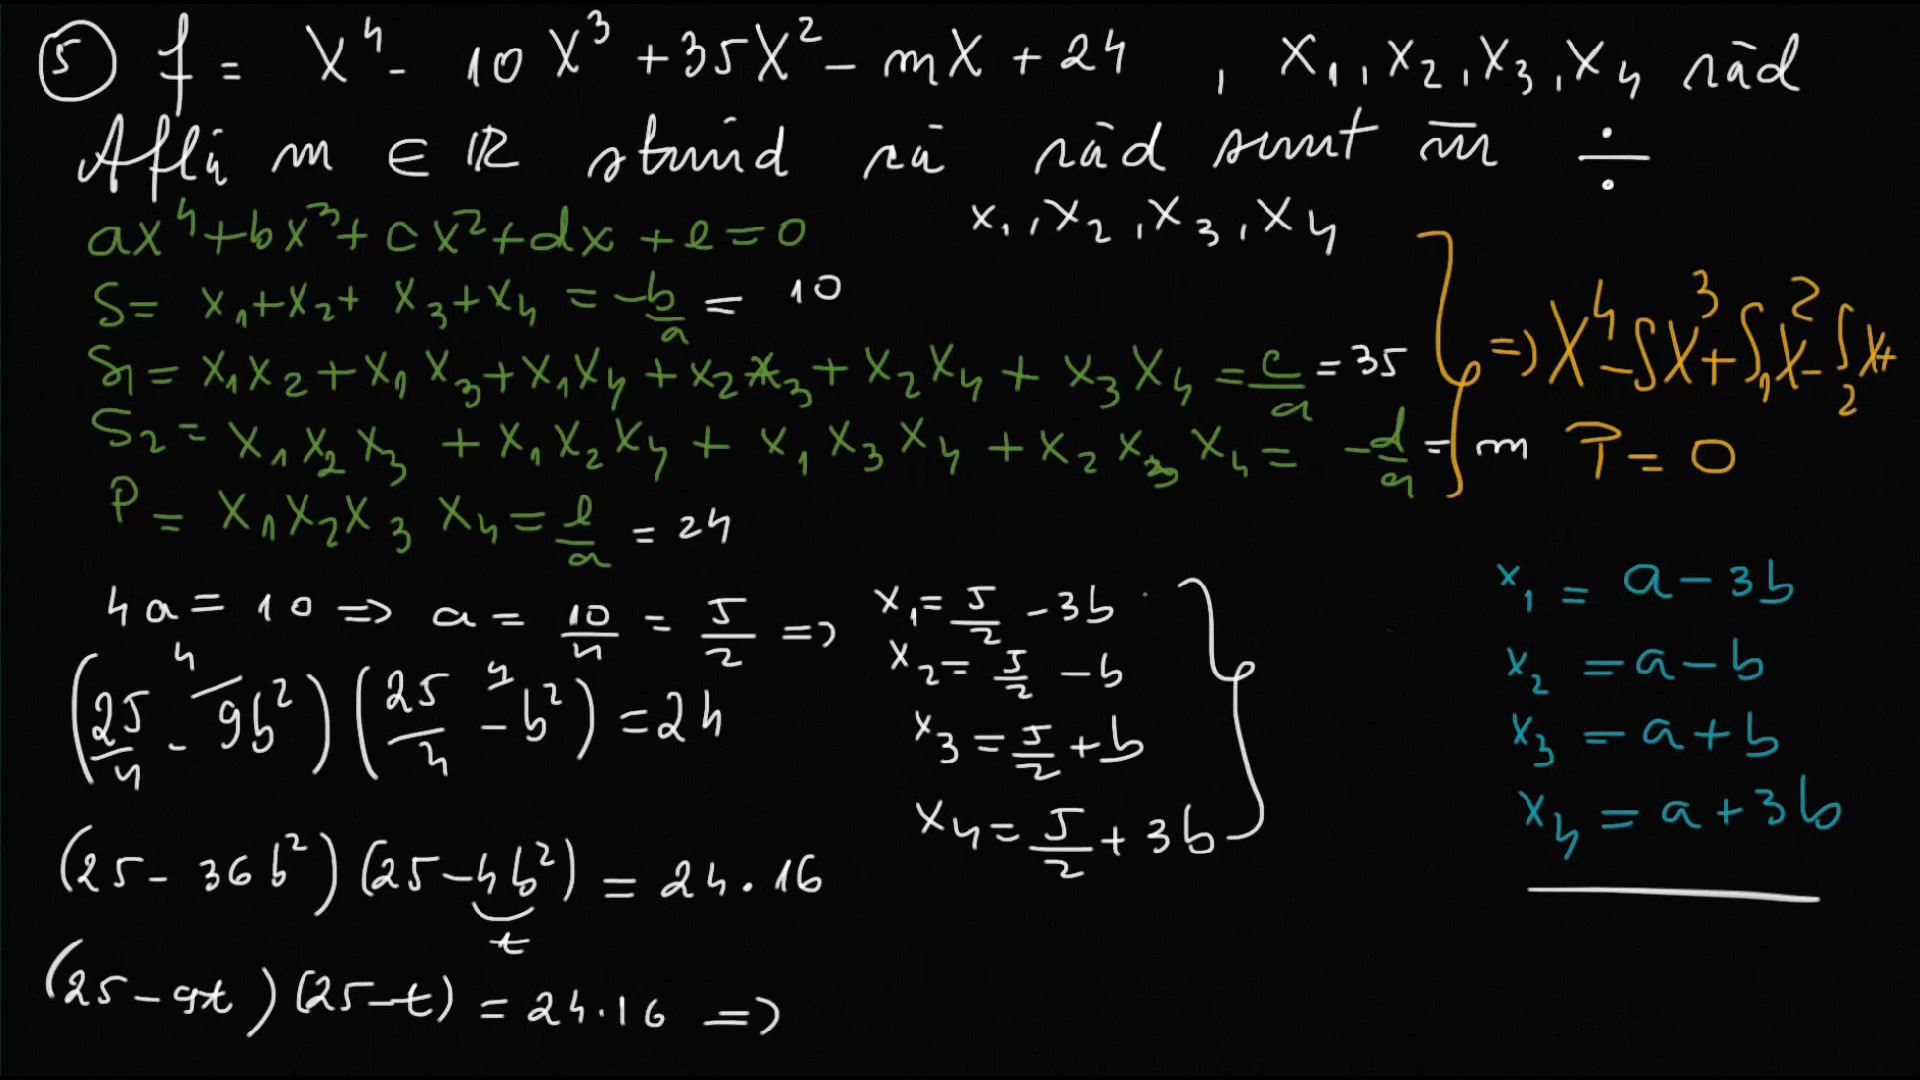 ⑤ f = X⁴ - 10X³ + 35X² - mX + 24 , X₁, X₂, X₃, X₄ răd
Află m ∈ ℝ știind că răd sunt în ÷
x₁, x₂, x₃, x₄
ax⁴ + bx³ + cx² + dx + e = 0
S = x₁ + x₂ + x₃ + x₄ = -b/a = 10
S₁ = x₁x₂ + x₁x₃ + x₁x₄ + x₂x₃ + x₂x₄ + x₃x₄ = c/a = 35
S₂ = x₁x₂x₃ + x₁x₂x₄ + x₁x₃x₄ + x₂x₃x₄ = -d/a = m
P = x₁x₂x₃x₄ = e/a = 24
=> X⁴ - SX³ + S₁X² - S₂X +
P = 0
4a = 10 => a = 10/4 = 5/2 =>
x₁ = 5/2 - 3b
x₂ = 5/2 - b
x₃ = 5/2 + b
x₄ = 5/2 + 3b
x₁ = a - 3b
x₂ = a - b
x₃ = a + b
x₄ = a + 3b
(25/4 - ⁴⁄ 9b²)(25/4 - ⁴⁄ b²) = 24
(25 - 36b²)(25 - 4b²) = 24·16
t
(25 - 9t)(25 - t) = 24·16 =>